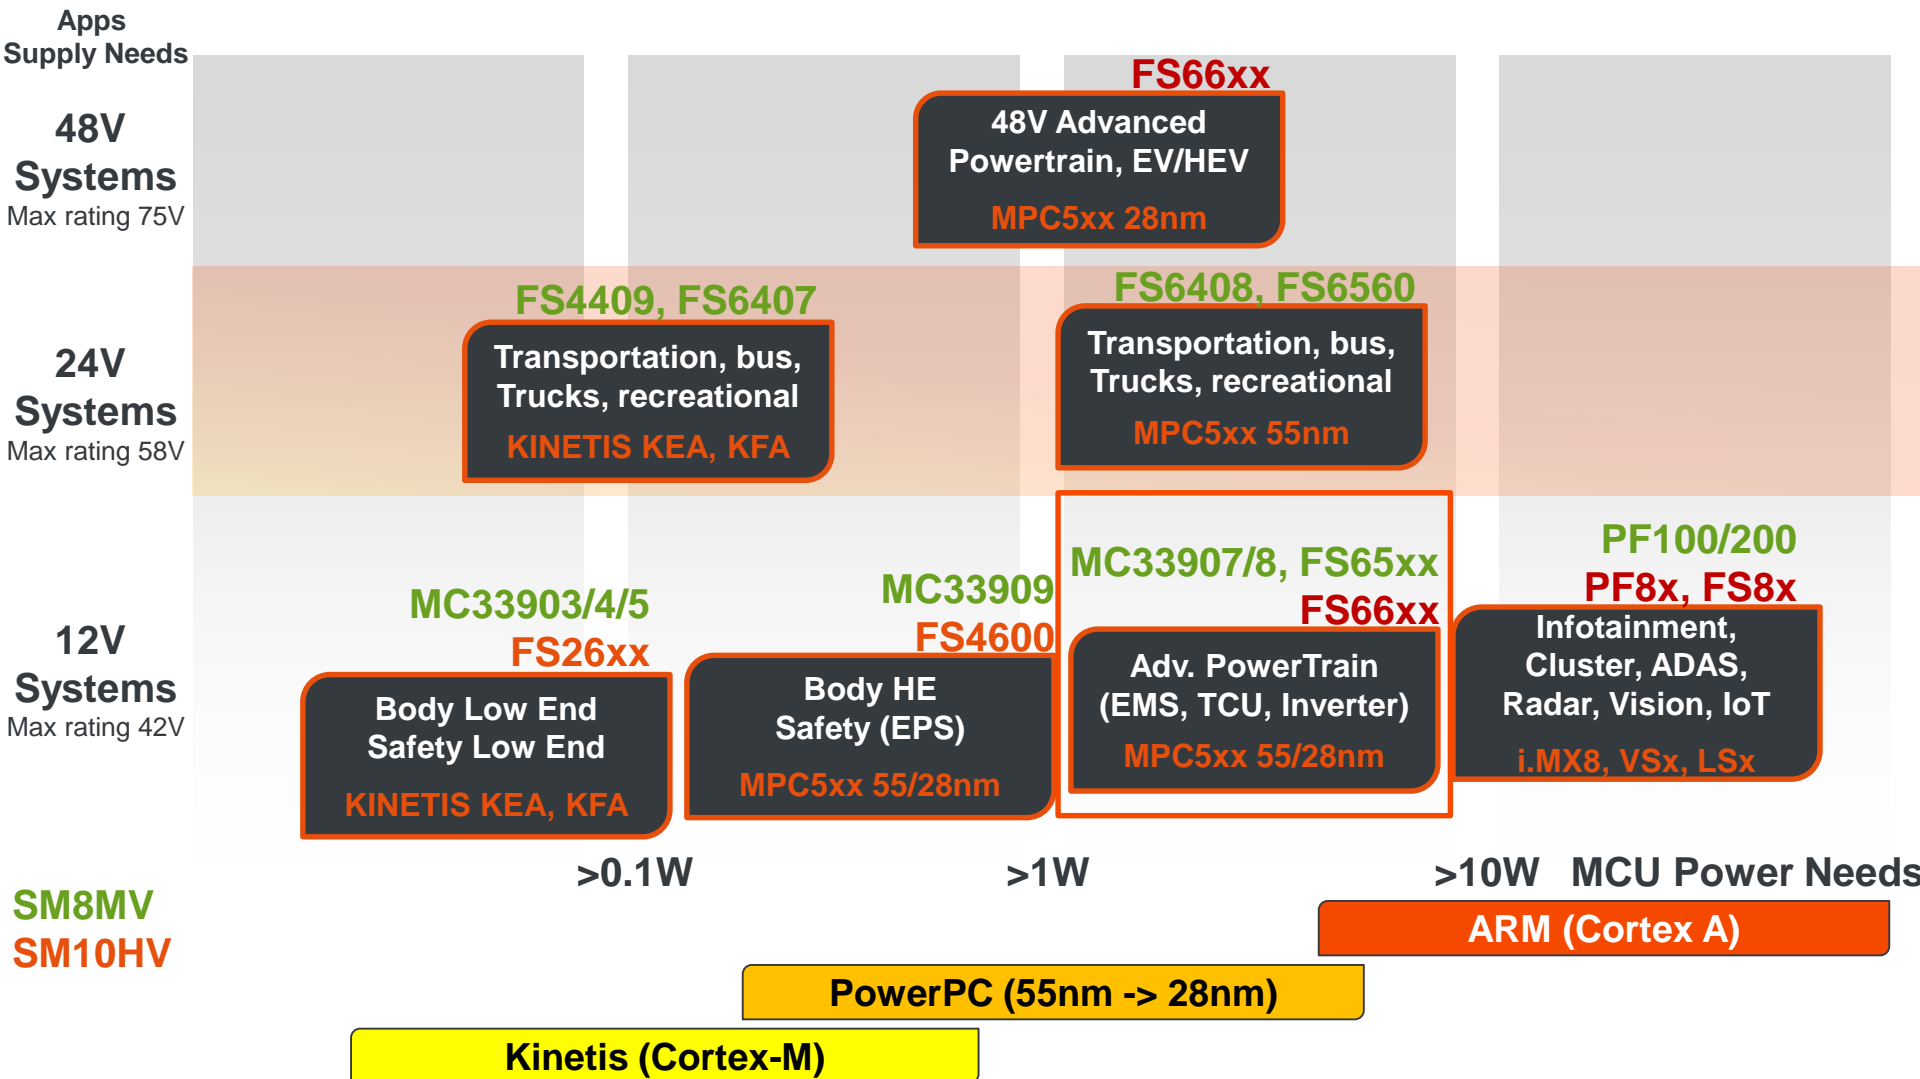 Apps
Supply Needs
48V
Systems
Max rating 75V
FS66xx
48V Advanced
Powertrain, EV/HEV
MPC5xx 28nm
24V
Systems
Max rating 58V
FS4409, FS6407
Transportation, bus,
Trucks, recreational
KINETIS KEA, KFA
FS6408, FS6560
Transportation, bus,
Trucks, recreational
MPC5xx 55nm
12V
Systems
Max rating 42V
MC33903/4/5
FS26xx
Body Low End
Safety Low End
KINETIS KEA, KFA
MC33909
FS4600
Body HE
Safety (EPS)
MPC5xx 55/28nm
MC33907/8, FS65xx
FS66xx
Adv. PowerTrain
(EMS, TCU, Inverter)
MPC5xx 55/28nm
PF100/200
PF8x, FS8x
Infotainment,
Cluster, ADAS,
Radar, Vision, IoT
i.MX8, VSx, LSx
>0.1W
>1W
>10W
MCU Power Needs
SM8MV
SM10HV
ARM (Cortex A)
PowerPC (55nm -> 28nm)
Kinetis (Cortex-M)